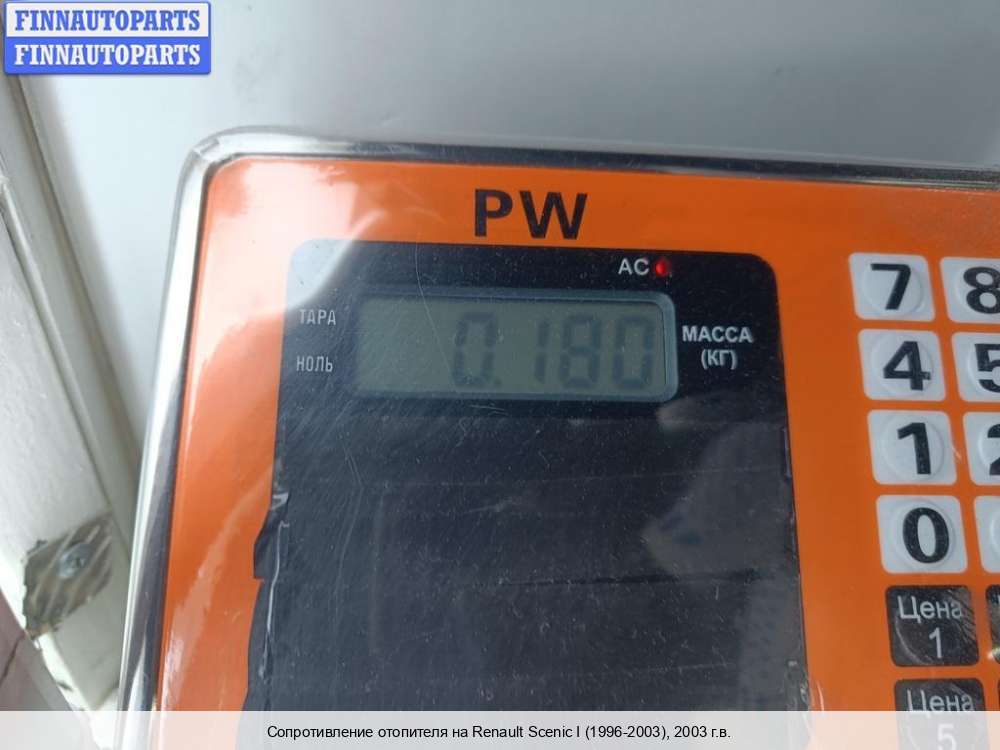 FINNAUTOPARTS
FINNAUTOPARTS
PW
AC
ТАРА
НОЛЬ
0.180
МАССА
(КГ)
7 8
4 5
1 2
0
Цена
1
Цена
5
Сопротивление отопителя на Renault Scenic I (1996-2003), 2003 г.в.